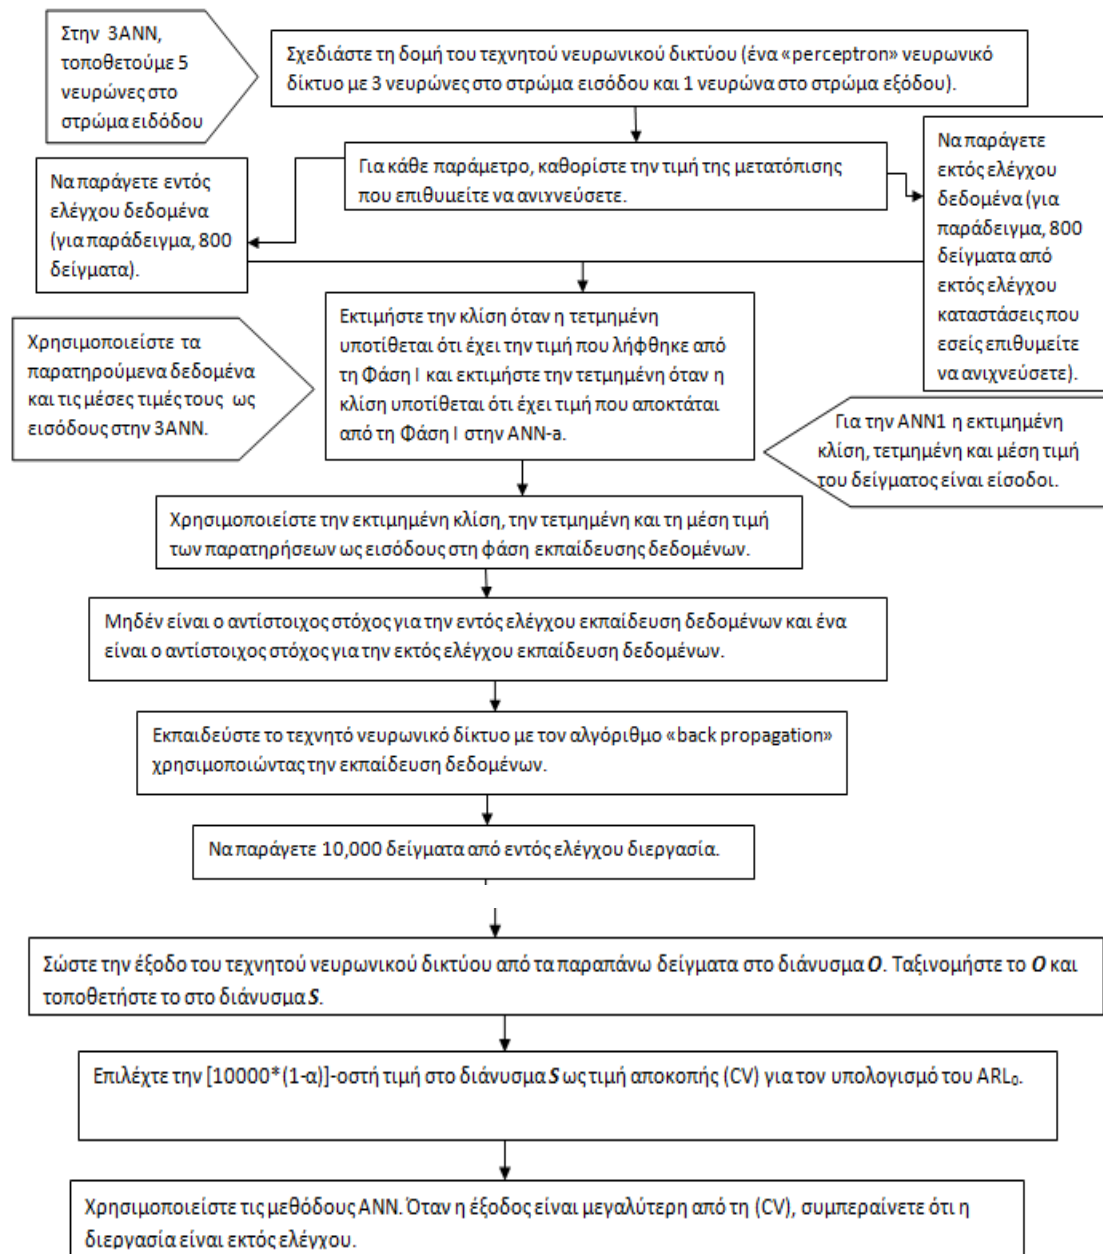 Στην 3ANN,
τοποθετούμε 5
νευρώνες στο
στρώμα ειδόδου
Σχεδιάστε τη δομή του τεχνητού νευρωνικού δικτύου (ένα «perceptron» νευρωνικό
δίκτυο με 3 νευρώνες στο στρώμα εισόδου και 1 νευρώνα στο στρώμα εξόδου).
Για κάθε παράμετρο, καθορίστε την τιμή της μετατόπισης
που επιθυμείτε να ανιχνεύσετε.
Να παράγετε εντός
ελέγχου δεδομένα
(για παράδειγμα, 800
δείγματα).
Να παράγετε
εκτός ελέγχου
δεδομένα (για
παράδειγμα, 800
δείγματα από
εκτός ελέγχου
καταστάσεις που
εσείς επιθυμείτε
να ανιχνεύσετε).
Εκτιμήστε την κλίση όταν η τετμημένη
υποτίθεται ότι έχει την τιμή που λήφθηκε από
τη Φάση Ι και εκτιμήστε την τετμημένη όταν η
κλίση υποτίθεται ότι έχει τιμή που αποκτάται
από τη Φάση Ι στην ANN-a.
Χρησιμοποιείστε τα
παρατηρούμενα δεδομένα
και τις μέσες τιμές τους ως
εισόδους στην 3ANN.
Για την ANN1 η εκτιμημένη
κλίση, τετμημένη και μέση τιμή
του δείγματος είναι είσοδοι.
Χρησιμοποιείστε την εκτιμημένη κλίση, την τετμημένη και τη μέση τιμή
των παρατηρήσεων ως εισόδους στη φάση εκπαίδευσης δεδομένων.
Μηδέν είναι ο αντίστοιχος στόχος για την εντός ελέγχου εκπαίδευση δεδομένων και ένα
είναι ο αντίστοιχος στόχος για την εκτός ελέγχου εκπαίδευση δεδομένων.
Εκπαιδεύστε το τεχνητό νευρωνικό δίκτυο με τον αλγόριθμο «back propagation»
χρησιμοποιώντας την εκπαίδευση δεδομένων.
Να παράγετε 10,000 δείγματα από εντός ελέγχου διεργασία.
Σώστε την έξοδο του τεχνητού νευρωνικού δικτύου από τα παραπάνω δείγματα στο διάνυσμα O. Ταξινομήστε το O και
τοποθετήστε το στο διάνυσμα S.
Επιλέχτε την [10000*(1-α)]-οστή τιμή στο διάνυσμα S ως τιμή αποκοπής (CV) για τον υπολογισμό του ARL₀.
Χρησιμοποιείστε τις μεθόδους ANN. Όταν η έξοδος είναι μεγαλύτερη από τη (CV), συμπεραίνετε ότι η
διεργασία είναι εκτός ελέγχου.